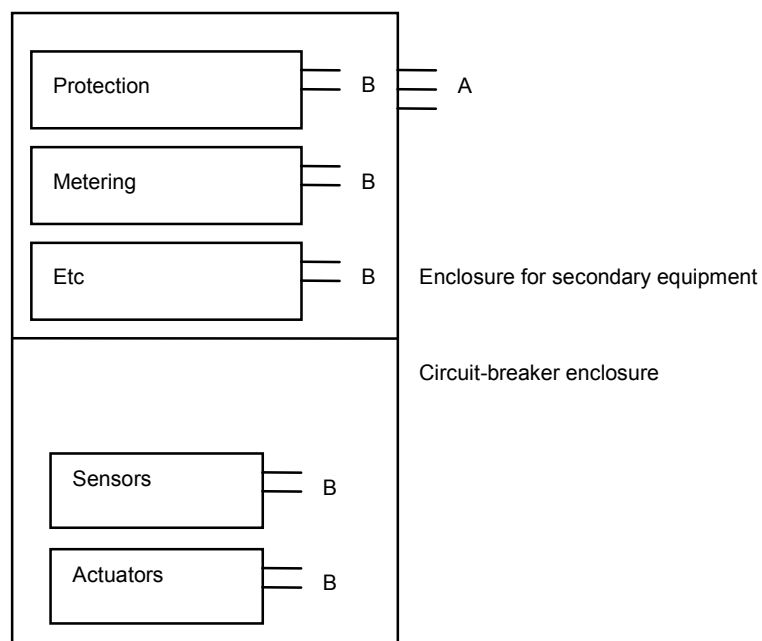 Protection
B
A
Metering
B
Etc
B
Enclosure for secondary equipment
Circuit-breaker enclosure
Sensors
B
Actuators
B